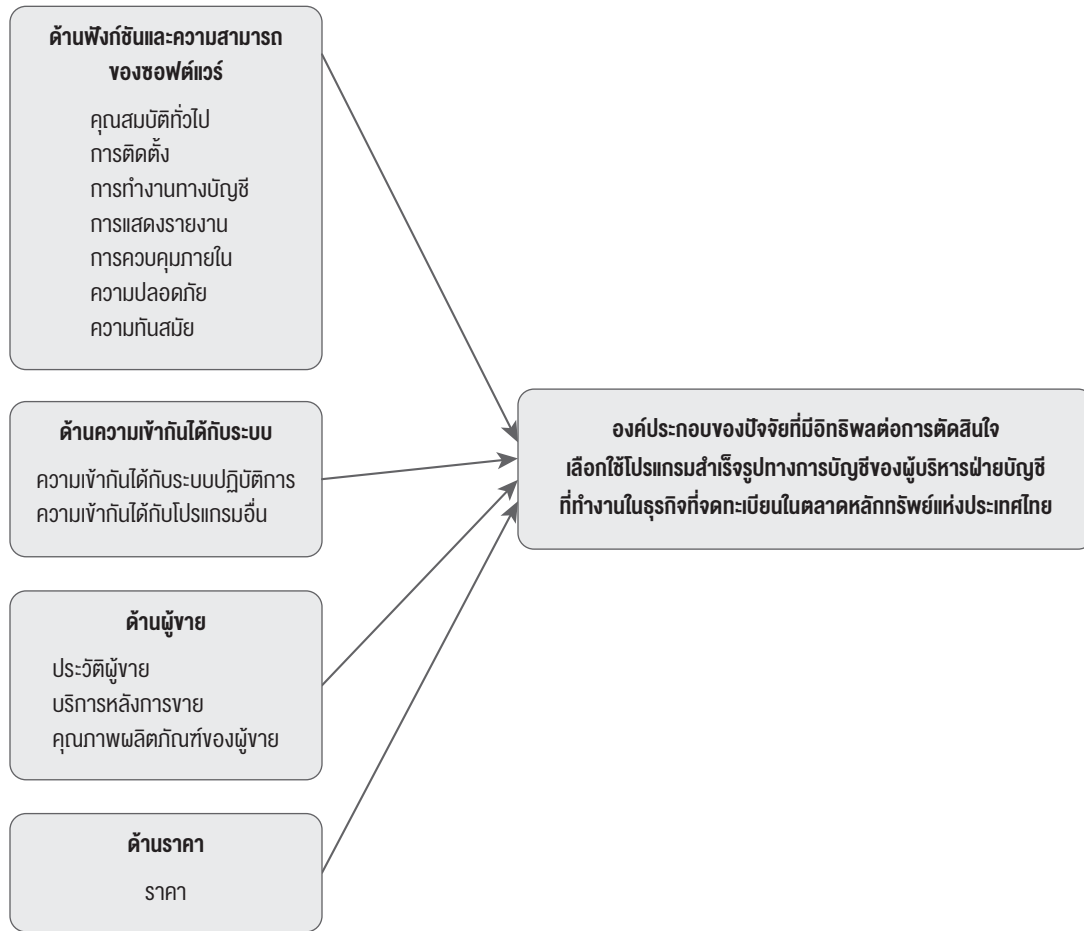 ด้านฟังก์ชันและความสามารถ
ของซอฟต์แวร์
คุณสมบัติทั่วไป
การติดตั้ง
การทำงานทางบัญชี
การแสดงรายงาน
การควบคุมภายใน
ความปลอดภัย
ความทันสมัย
ด้านความเข้ากันได้กับระบบ
ความเข้ากันได้กับระบบปฏิบัติการ
ความเข้ากันได้กับโปรแกรมอื่น
ด้านผู้ขาย
ประวัติผู้ขาย
บริการหลังการขาย
คุณภาพผลิตภัณฑ์ของผู้ขาย
ด้านราคา
ราคา
องค์ประกอบของปัจจัยที่มีอิทธิพลต่อการตัดสินใจ
เลือกใช้โปรแกรมสำเร็จรูปทางการบัญชีของผู้บริหารฝ่ายบัญชี
ที่ทำงานในธุรกิจที่จดทะเบียนในตลาดหลักทรัพย์แห่งประเทศไทย